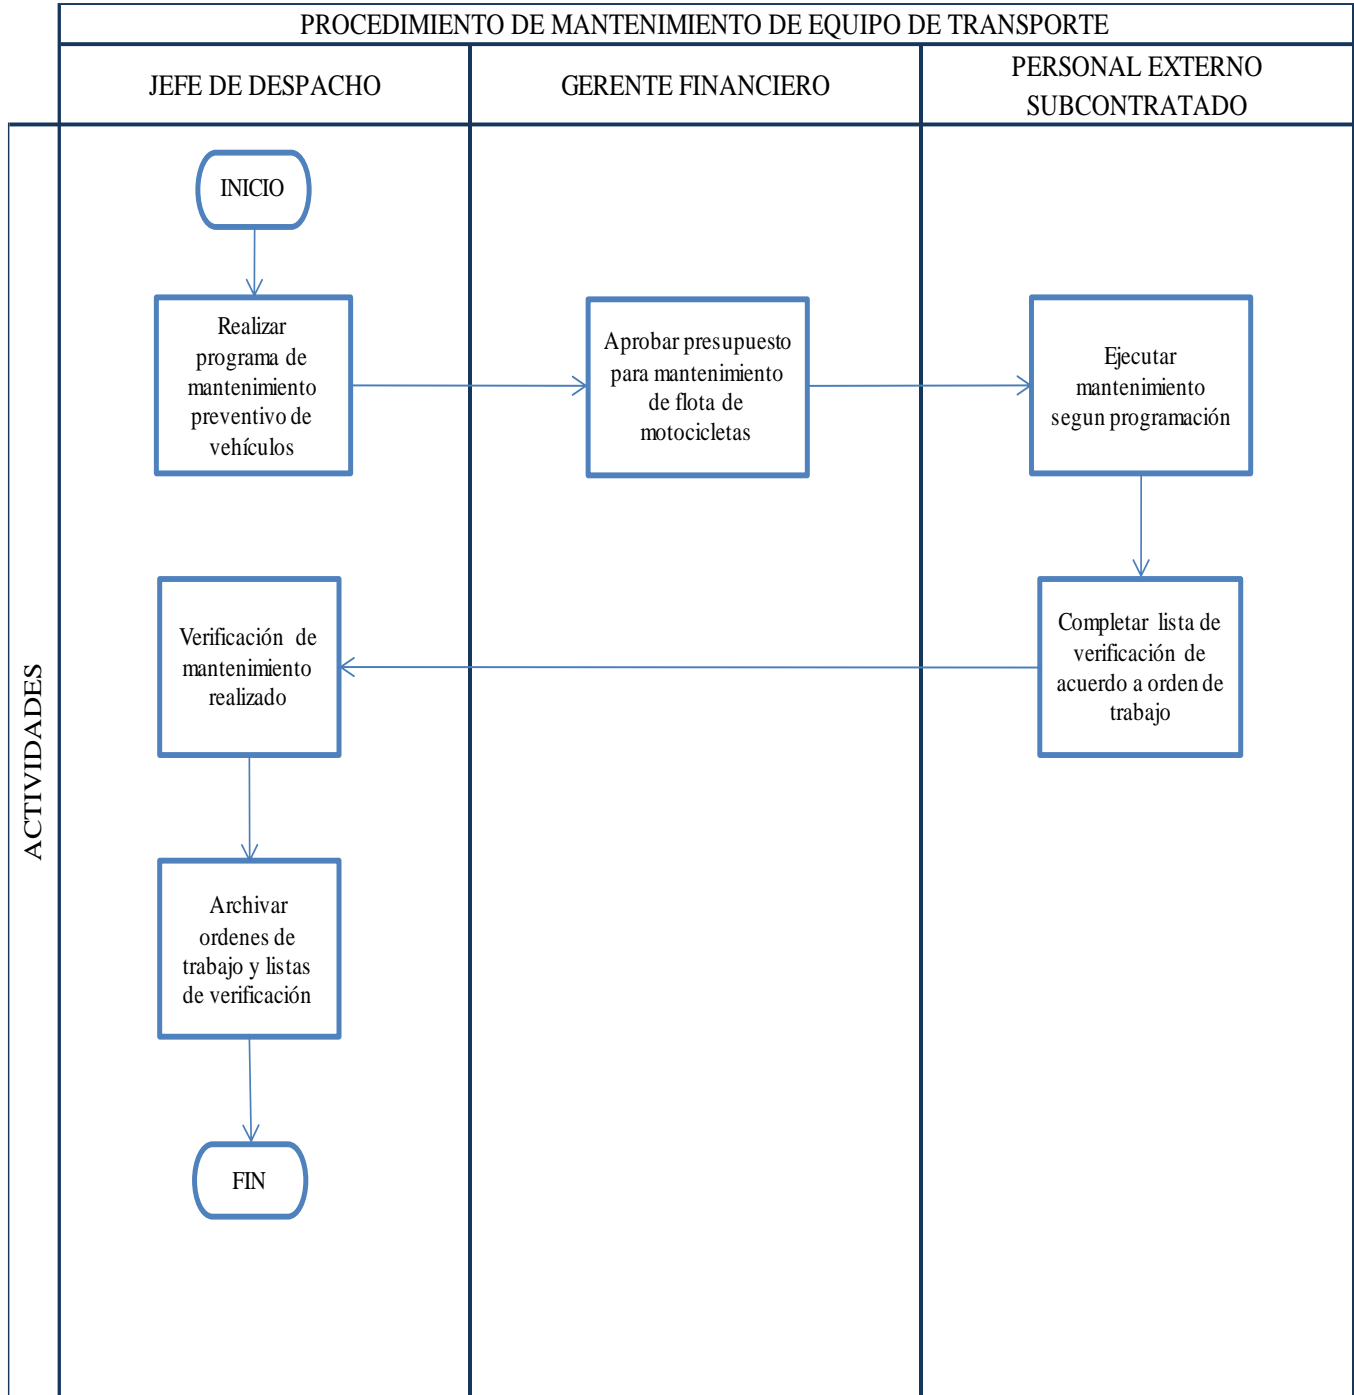 PROCEDIMIENTO DE MANTENIMIENTO DE EQUIPO DE TRANSPORTE
JEFE DE DESPACHO
GERENTE FINANCIERO
PERSONAL EXTERNO
SUBCONTRATADO
ACTIVIDADES
INICIO
Realizar
programa de
mantenimiento
preventivo de
vehículos
Aprobar presupuesto
para mantenimiento
de flota de
motocicletas
Ejecutar
mantenimiento
segun programación
Completar lista de
verificación de
acuerdo a orden de
trabajo
Verificación de
mantenimiento
realizado
Archivar
ordenes de
trabajo y listas
de verificación
FIN